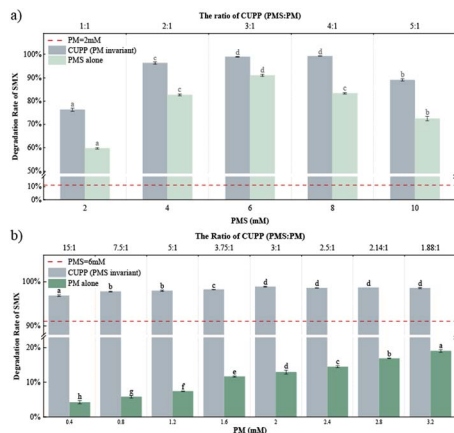 a)
The ratio of CUPP (PMS:PM)
1:1 2:1 3:1 4:1 5:1
PM=2mM
CUPP (PM invariant)
PMS alone
Degradation Rate of SMX
100%
90%
80%
70%
60%
50%
10%
0%
a a c c d d d c b b
2 4 6 8 10
PMS (mM)
b)
The Ratio of CUPP (PMS:PM)
15:1 7.5:1 5:1 3.75:1 3:1 2.5:1 2.14:1 1.88:1
PMS=6mM
CUPP (PMS invariant)
PM alone
Degradation Rate of SMX
100%
90%
20%
10%
0%
a b b c d d d d
h g f e d c b a
0.4 0.8 1.2 1.6 2 2.4 2.8 3.2
PM (mM)